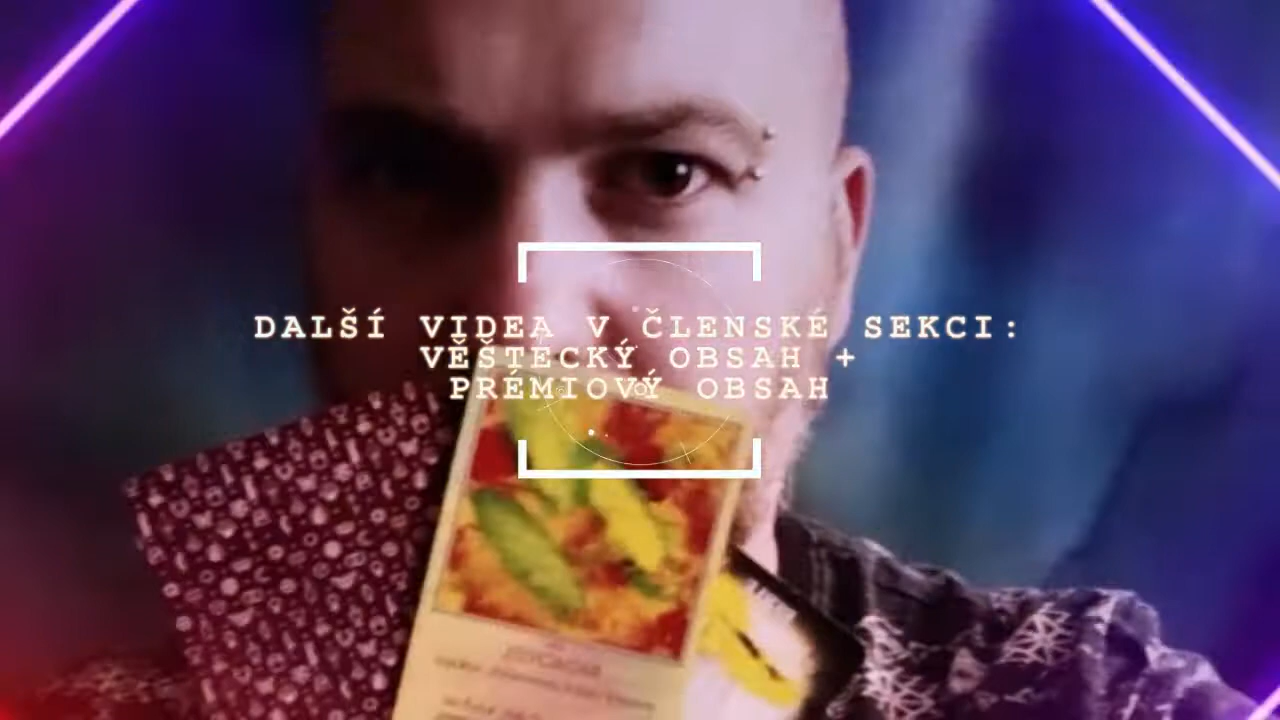 DALŠÍ VIDEA V ČLENSKÉ SEKCI:
VĚŠTECKÝ OBSAH +
PRÉMIOVÝ OBSAH